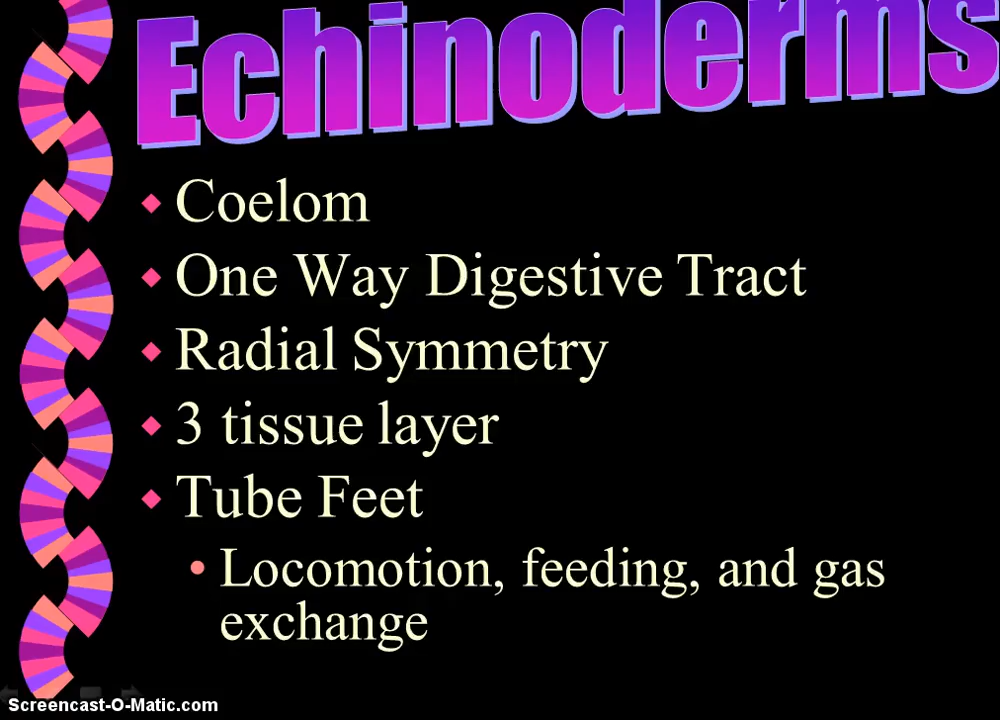 Echinoderms
Coelom
One Way Digestive Tract
Radial Symmetry
3 tissue layer
Tube Feet
Locomotion, feeding, and gas
exchange
Screencast-O-Matic.com